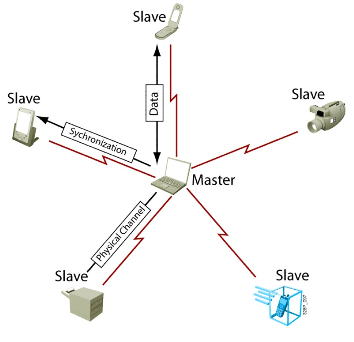 Slave
Data
Slave
Slave
Sychronization
Master
Physical Channel
Slave
Slave